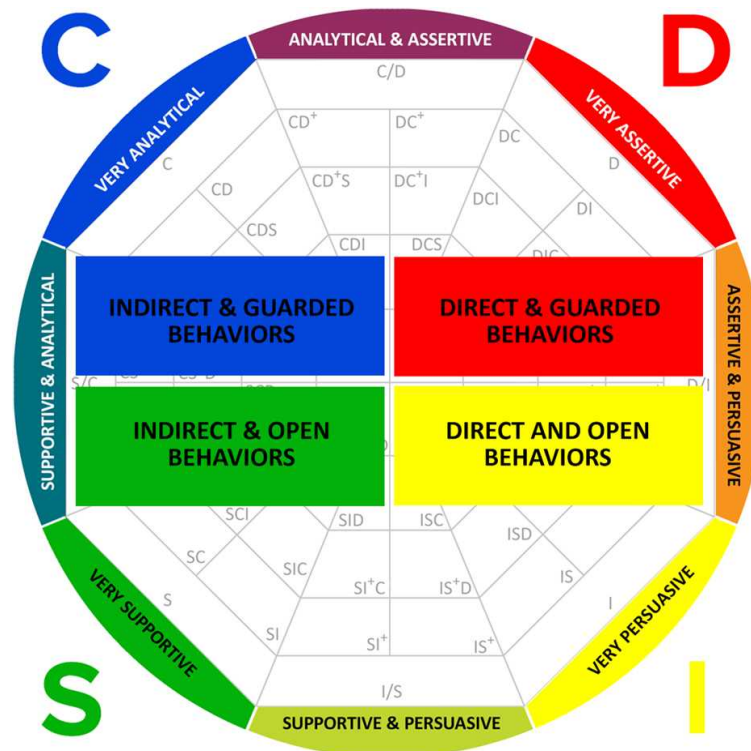 C
ANALYTICAL & ASSERTIVE
D
C/D
VERY ANALYTICAL
VERY ASSERTIVE
CD+
DC+
DC
C
D
CD+S
DC+I
CD
DCI
DI
CDS
CDI
DCS
DIC
INDIRECT & GUARDED
BEHAVIORS
DIRECT & GUARDED
BEHAVIORS
SUPPORTIVE & ANALYTICAL
ASSERTIVE & PERSUASIVE
S/C
D/I
INDIRECT & OPEN
BEHAVIORS
DIRECT AND OPEN
BEHAVIORS
SCI
SID
ISC
ISD
SC
SIC
IS
SI+C
IS+D
S
I
VERY SUPPORTIVE
VERY PERSUASIVE
SI
SI+
IS+
I/S
S
SUPPORTIVE & PERSUASIVE
I